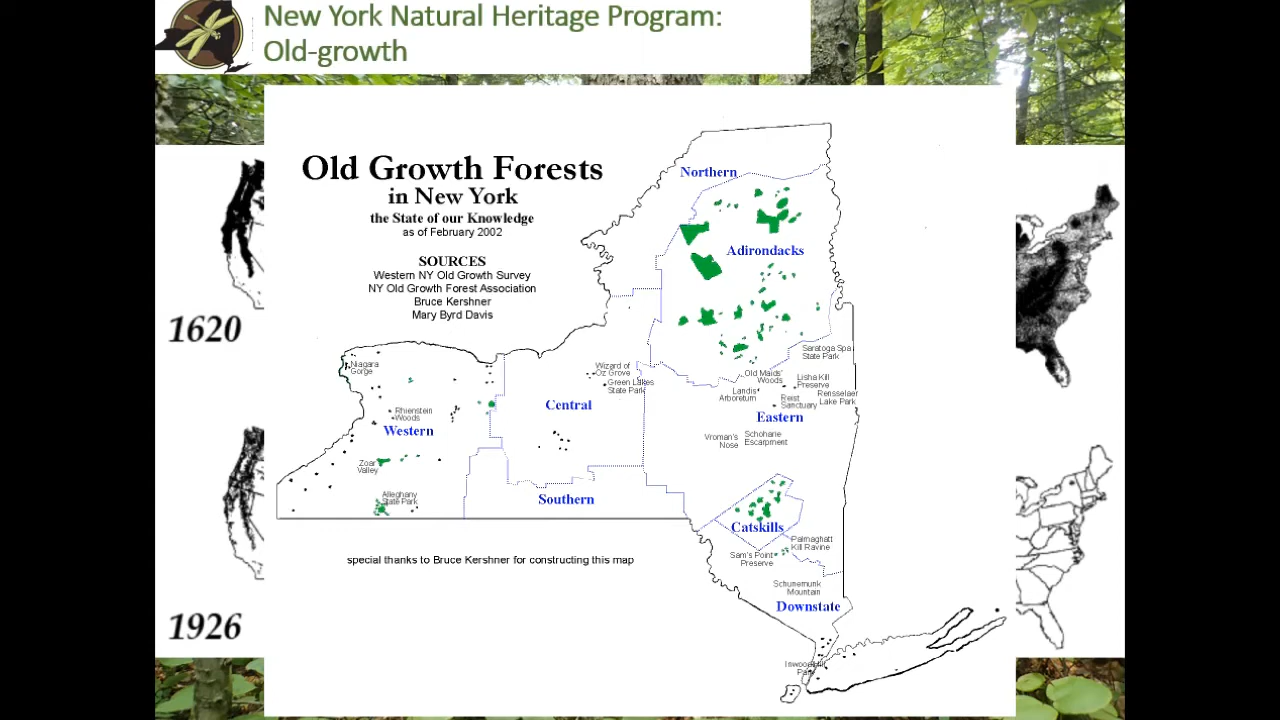 New York Natural Heritage Program:
Old-growth
Old Growth Forests
in New York
the State of our Knowledge
as of February 2002
SOURCES
Western NY Old Growth Survey
NY Old Growth Forest Association
Bruce Kershner
Mary Byrd Davis
1620
1926
Northern
Adirondacks
Saratoga Spa
State Park
Niagara
Gorge
Wizard of
Oz Grove
Green Lakes
State Park
Old Maids'
Woods
Lisha Kill
Preserve
Landis
Arboretum
Reist
Sanctuary
Rensselaer
Lake Park
Rhienstein
Woods
Western
Central
Eastern
Vroman's
Nose
Schoharie
Escarpment
Zoar
Valley
Alleghany
State Park
Southern
Catskills
Palmaghatt
Kill Ravine
Sam's Point
Preserve
Schunemunk
Mountain
Downstate
Inwood Hill
Park
special thanks to Bruce Kershner for constructing this map